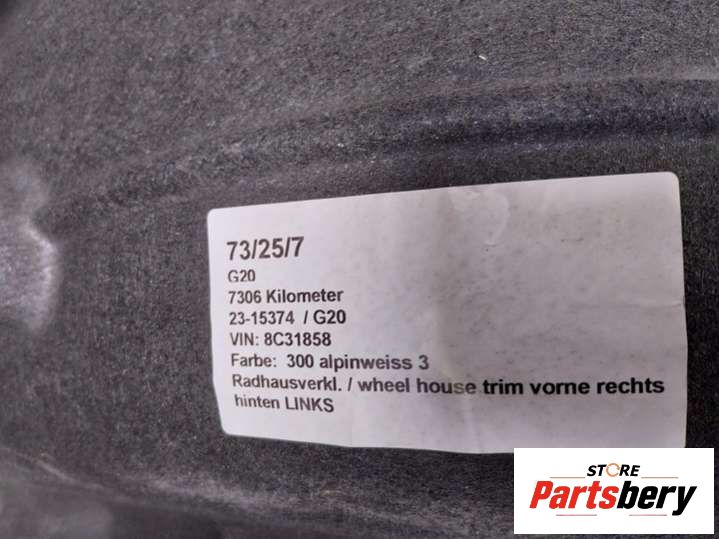 73/25/7
G20
7306 Kilometer
23-15374 / G20
VIN: 8C31858
Farbe: 300 alpinweiss 3
Radhausverkl. / wheel house trim vorne rechts
hinten LINKS
STORE
Partsbery